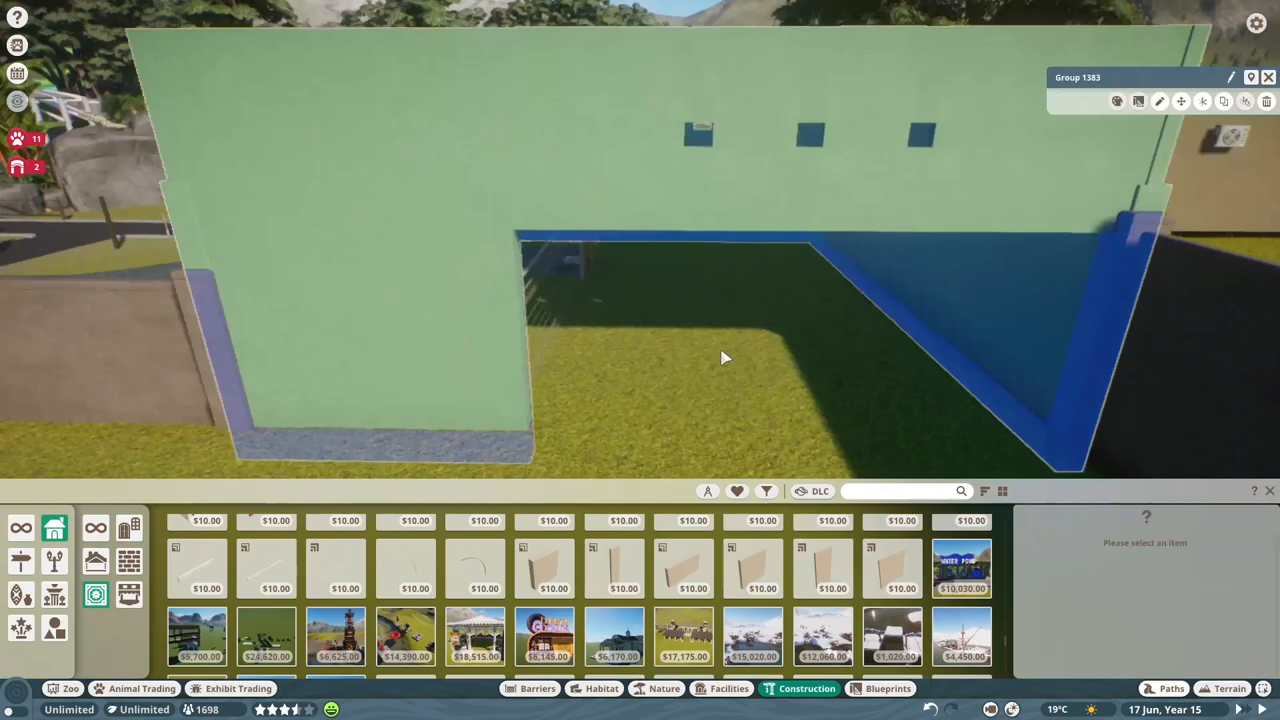 ?
Group 1383
11
2
DLC
?
$10.00 $10.00 $10.00 $10.00 $10.00 $10.00 $10.00 $10.00 $10.00 $10.00 $10.00 $10.00
?
Please select an item
WATER
$10.00 $10.00 $10.00 $10.00 $10.00 $10.00 $10.00 $10.00 $10.00 $10.00 $10.00 $10,030.00
$5,700.00 $24,620.00 $6,625.00 $14,390.00 $18,515.00 $6,145.00 $6,170.00 $17,175.00 $15,020.00 $12,060.00 $1,020.00 $4,450.00
Zoo Animal Trading Exhibit Trading Barriers Habitat Nature Facilities Construction Blueprints Paths Terrain
Unlimited Unlimited 1698 19°C 17 Jun, Year 15